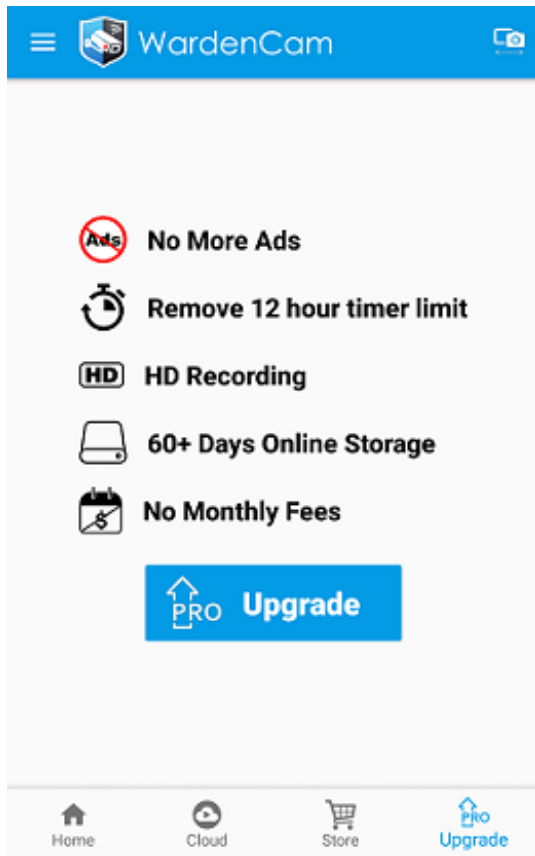 WardenCam
Ads No More Ads
Remove 12 hour timer limit
HD HD Recording
60+ Days Online Storage
$ No Monthly Fees
PRO Upgrade
PRO
Home Cloud Store Upgrade